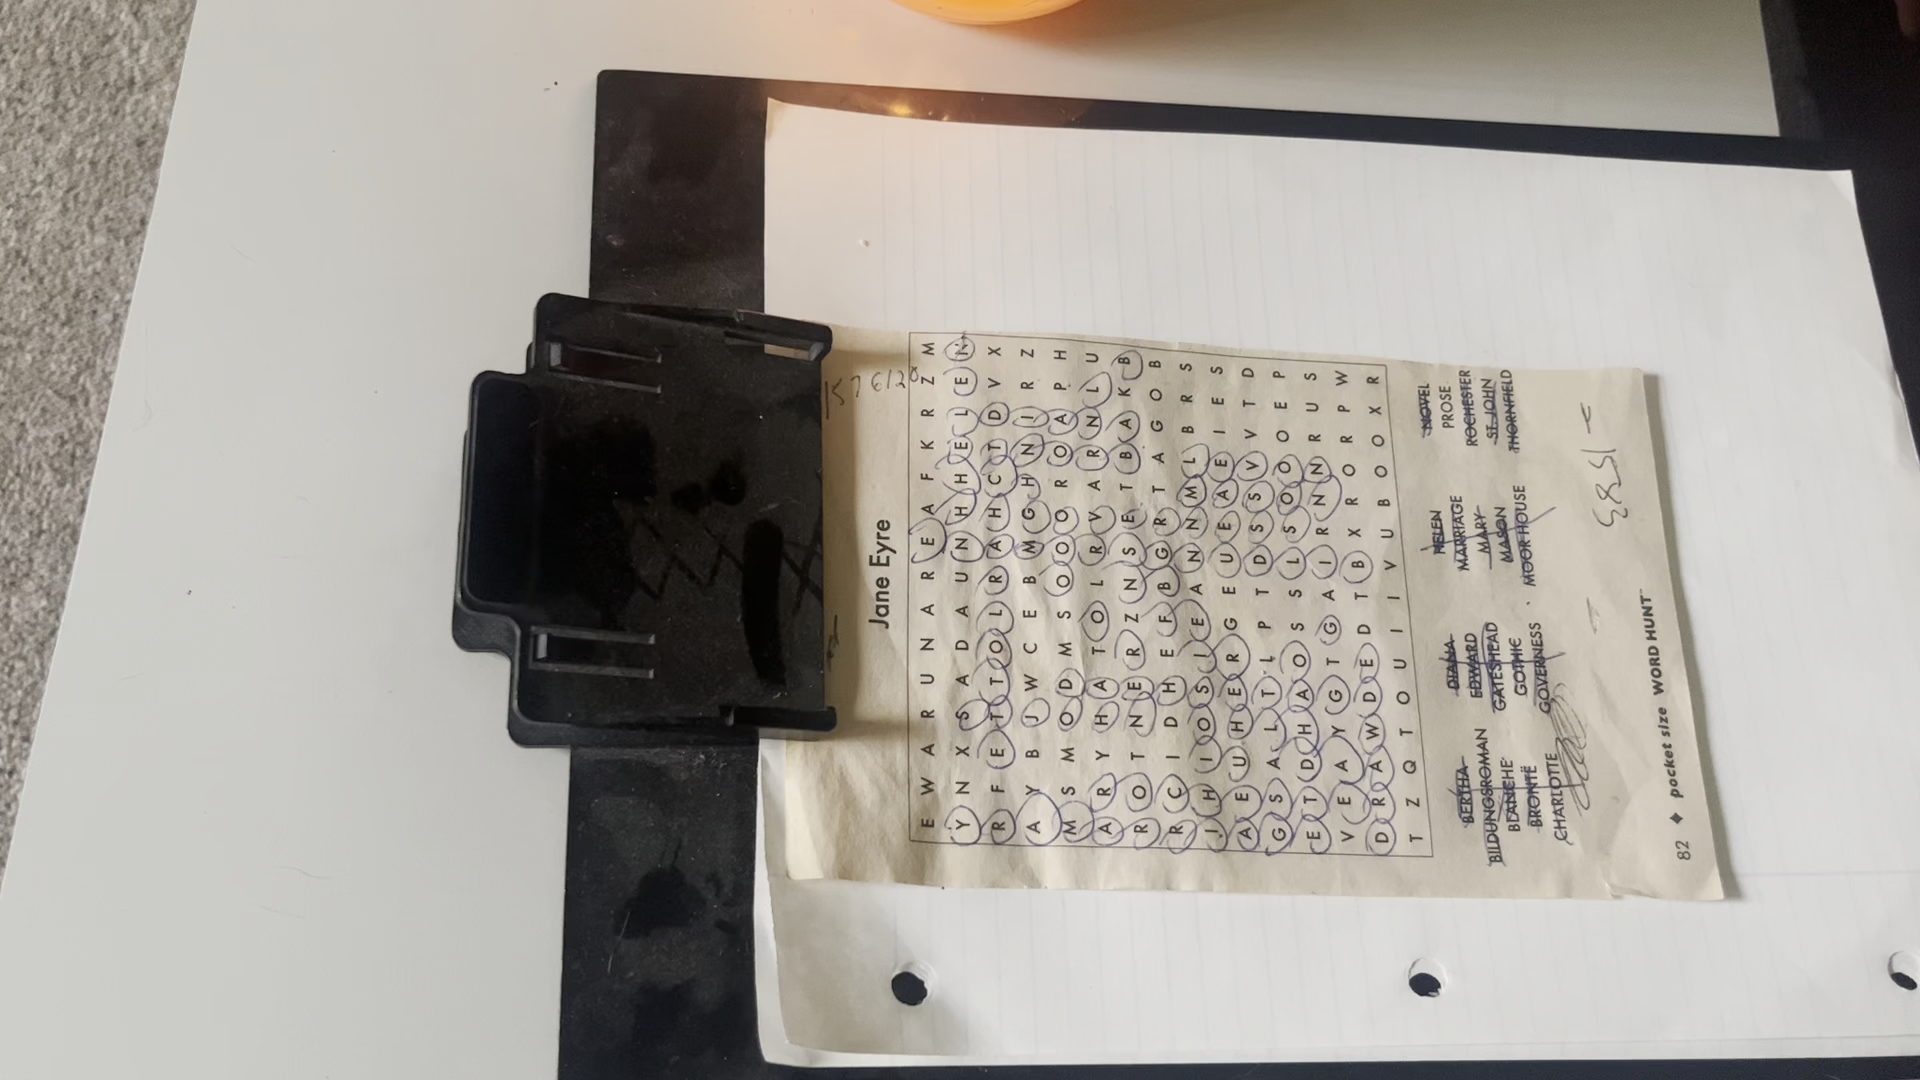 Jane Eyre
E W A R U N A R E A F K R Z M
Y N X S A D A U N H H E L E N
R F E T T O L R A H C T D V X
A Y B J W C E B M G H N I R Z
M S M O D M S O O O R O A P H
A R Y H A T O L R V A R N L U
R O T N E R Z N S E T B A K B
R C I D H E F B G R T A G O B
J H I O S I E A N N M L B R S
A E U H E R G E U E A E I E S
G S A L T L P T D S S V V T D
E T D H A O S S L S O O O E P
V E A Y G T G A I R N N R U S
D R A W D E D T B X R O R P W
T Z Q T O U I I V U B O O X R
BERTHA
BILDUNGSROMAN
BLANCHE
BRONTË
CHARLOTTE
DIANA
EDWARD
GATESHEAD
GOTHIC
GOVERNESS
HELEN
MARRIAGE
MARY
MASON
MOOR HOUSE
NOVEL
PROSE
ROCHESTER
ST. JOHN
THORNFIELD
82 ◆ pocket size WORD HUNT